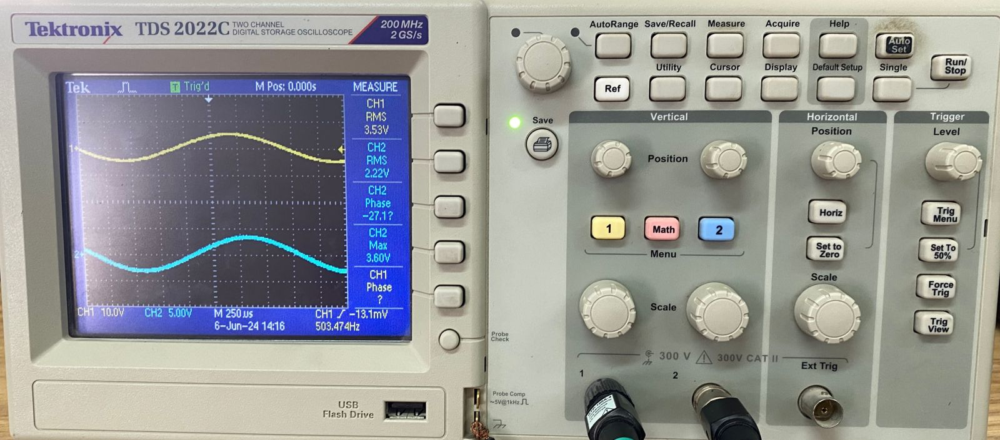 Tektronix TDS 2022C TWO CHANNEL
DIGITAL STORAGE OSCILLOSCOPE
200 MHz
2 GS/s
Tek
T Trig'd
M Pos: 0.000s
MEASURE
CH1
RMS
3.53V
CH2
RMS
2.22V
CH2
Phase
-27.1?
CH2
Max
3.60V
CH1
Phase
?
1
2
CH1 10.0V
CH2 5.00V
M 250us
CH1 -13.1mV
6-Jun-24 14:16
503.474Hz
USB
Flash Drive
Probe
Check
Probe Comp
~5V@1kHz
AutoRange
Save/Recall
Measure
Acquire
Help
Auto
Set
Utility
Cursor
Display
Default Setup
Single
Run/
Stop
Ref
Save
Vertical
Position
1
Math
2
Menu
Scale
300 V
300V CAT II
1
2
Horizontal
Position
Horiz
Set to
Zero
Scale
Ext Trig
Trigger
Level
Trig
Menu
Set To
50%
Force
Trig
Trig
View